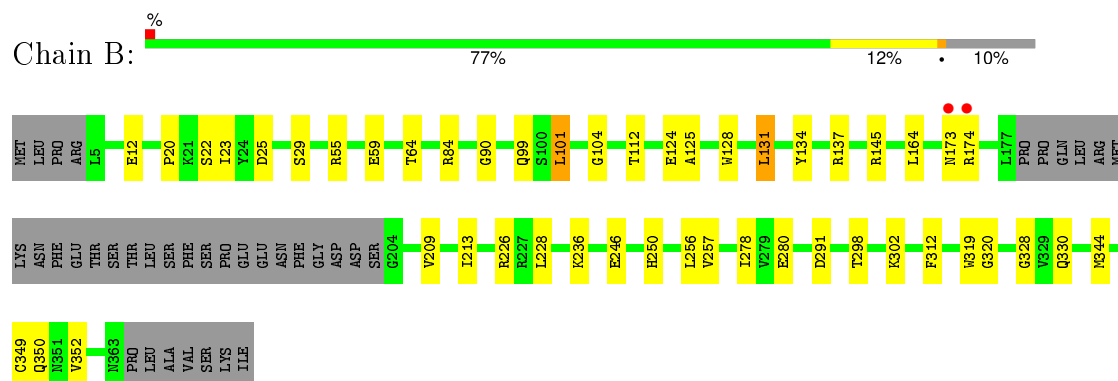 %
Chain B:
77% 12% • 10%
MET LEU PRO ARG L5 E12 P20 K21 S22 I23 Y24 D25 S29 R55 E59 T64 R84 G90 Q99 S100 L101 G104 T112 E124 A125 W128 L131 Y134 R137 R145 L164 N173 R174 L177 PRO PRO GLN LEU ARG MET
LYS ASN PHE GLU THR SER THR LEU SER PHE SER PRO GLU GLU ASN PHE GLY ASP ASP SER G204 V209 I213 R226 R227 L228 K236 E246 H250 L256 V257 I278 V279 E280 D291 T298 K302 F312 W319 G320 G328 V329 Q330 M344
C349 Q350 N351 V352 N363 PRO LEU ALA VAL SER LYS ILE